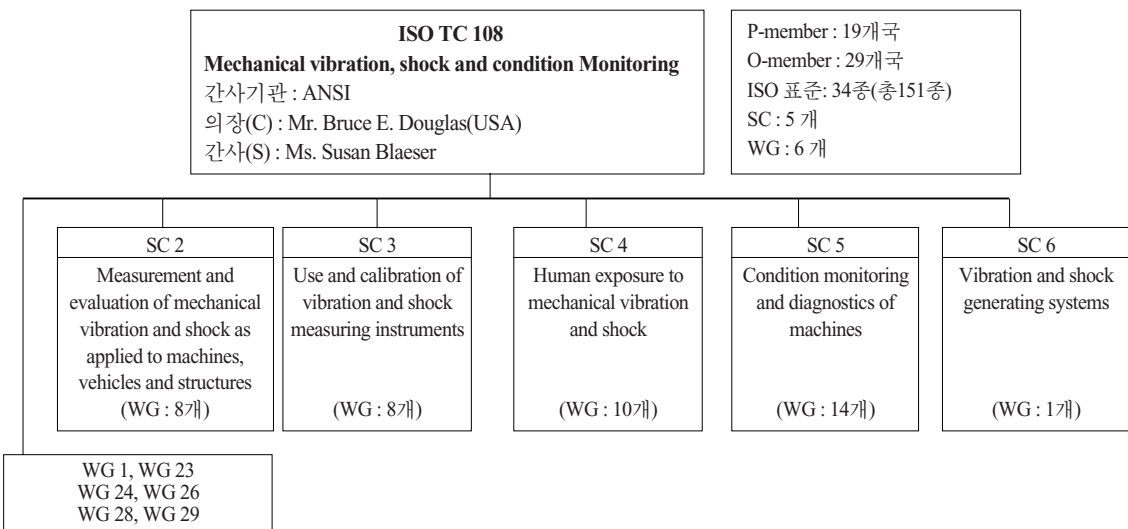 ISO TC 108
Mechanical vibration, shock and condition Monitoring
간사기관 : ANSI
의장(C) : Mr. Bruce E. Douglas(USA)
간사(S) : Ms. Susan Blaeser
P-member : 19개국
O-member : 29개국
ISO 표준: 34종(총151종)
SC : 5 개
WG : 6 개
SC 2
Measurement and
evaluation of mechanical
vibration and shock as
applied to machines,
vehicles and structures
(WG : 8개)
SC 3
Use and calibration of
vibration and shock
measuring instruments
(WG : 8개)
SC 4
Human exposure to
mechanical vibration
and shock
(WG : 10개)
SC 5
Condition monitoring
and diagnostics of
machines
(WG : 14개)
SC 6
Vibration and shock
generating systems
(WG : 1개)
WG 1, WG 23
WG 24, WG 26
WG 28, WG 29